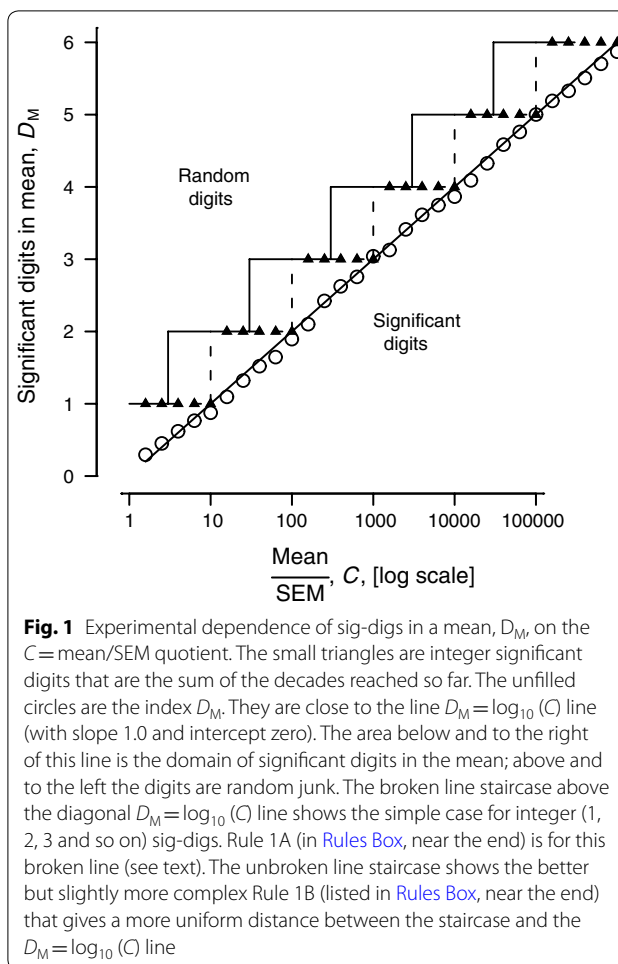 6
5
4
3
2
1
0
Significant digits in mean, D_M
Random
digits
Significant
digits
1 10 100 1000 10000 100000
Mean
SEM
, C, [log scale]
Fig. 1 Experimental dependence of sig-digs in a mean, D_M, on the
C = mean/SEM quotient. The small triangles are integer significant
digits that are the sum of the decades reached so far. The unfilled
circles are the index D_M. They are close to the line D_M = log₁₀ (C) line
(with slope 1.0 and intercept zero). The area below and to the right
of this line is the domain of significant digits in the mean; above and
to the left the digits are random junk. The broken line staircase above
the diagonal D_M = log₁₀ (C) line shows the simple case for integer (1,
2, 3 and so on) sig-digs. Rule 1A (in Rules Box, near the end) is for this
broken line (see text). The unbroken line staircase shows the better
but slightly more complex Rule 1B (listed in Rules Box, near the end)
that gives a more uniform distance between the staircase and the
D_M = log₁₀ (C) line